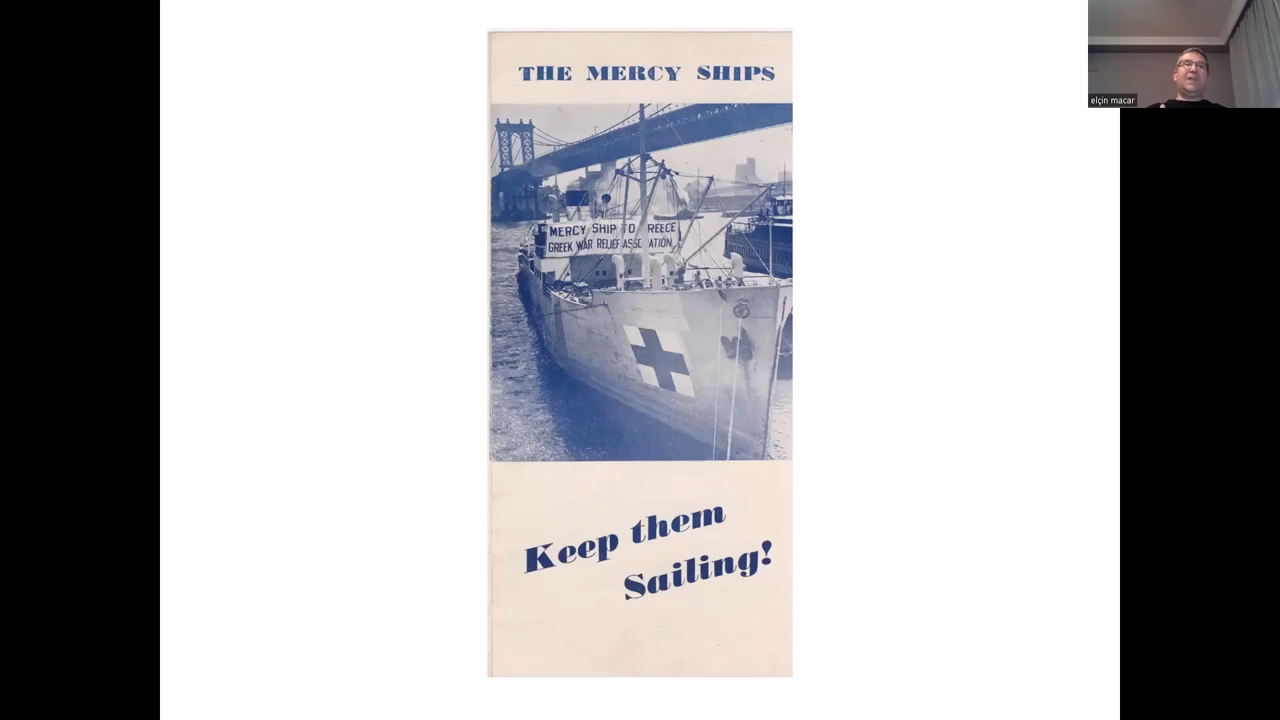 THE MERCY SHIPS
MERCY SHIP TO GREECE
GREEK WAR RELIEF ASSOCIATION
Keep them
Sailing!
elçin macar